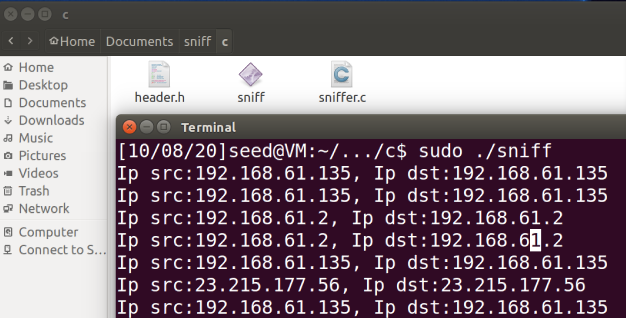 c
Home Documents sniff c
Home
Desktop
Documents
Downloads
Music
Pictures
Videos
Trash
Network
Computer
Connect to S...
header.h sniff sniffer.c
Terminal
[10/08/20]seed@VM:~/.../c$ sudo ./sniff
Ip src:192.168.61.135, Ip dst:192.168.61.135
Ip src:192.168.61.135, Ip dst:192.168.61.135
Ip src:192.168.61.2, Ip dst:192.168.61.2
Ip src:192.168.61.2, Ip dst:192.168.61.2
Ip src:192.168.61.135, Ip dst:192.168.61.135
Ip src:23.215.177.56, Ip dst:23.215.177.56
Ip src:192.168.61.135, Ip dst:192.168.61.135